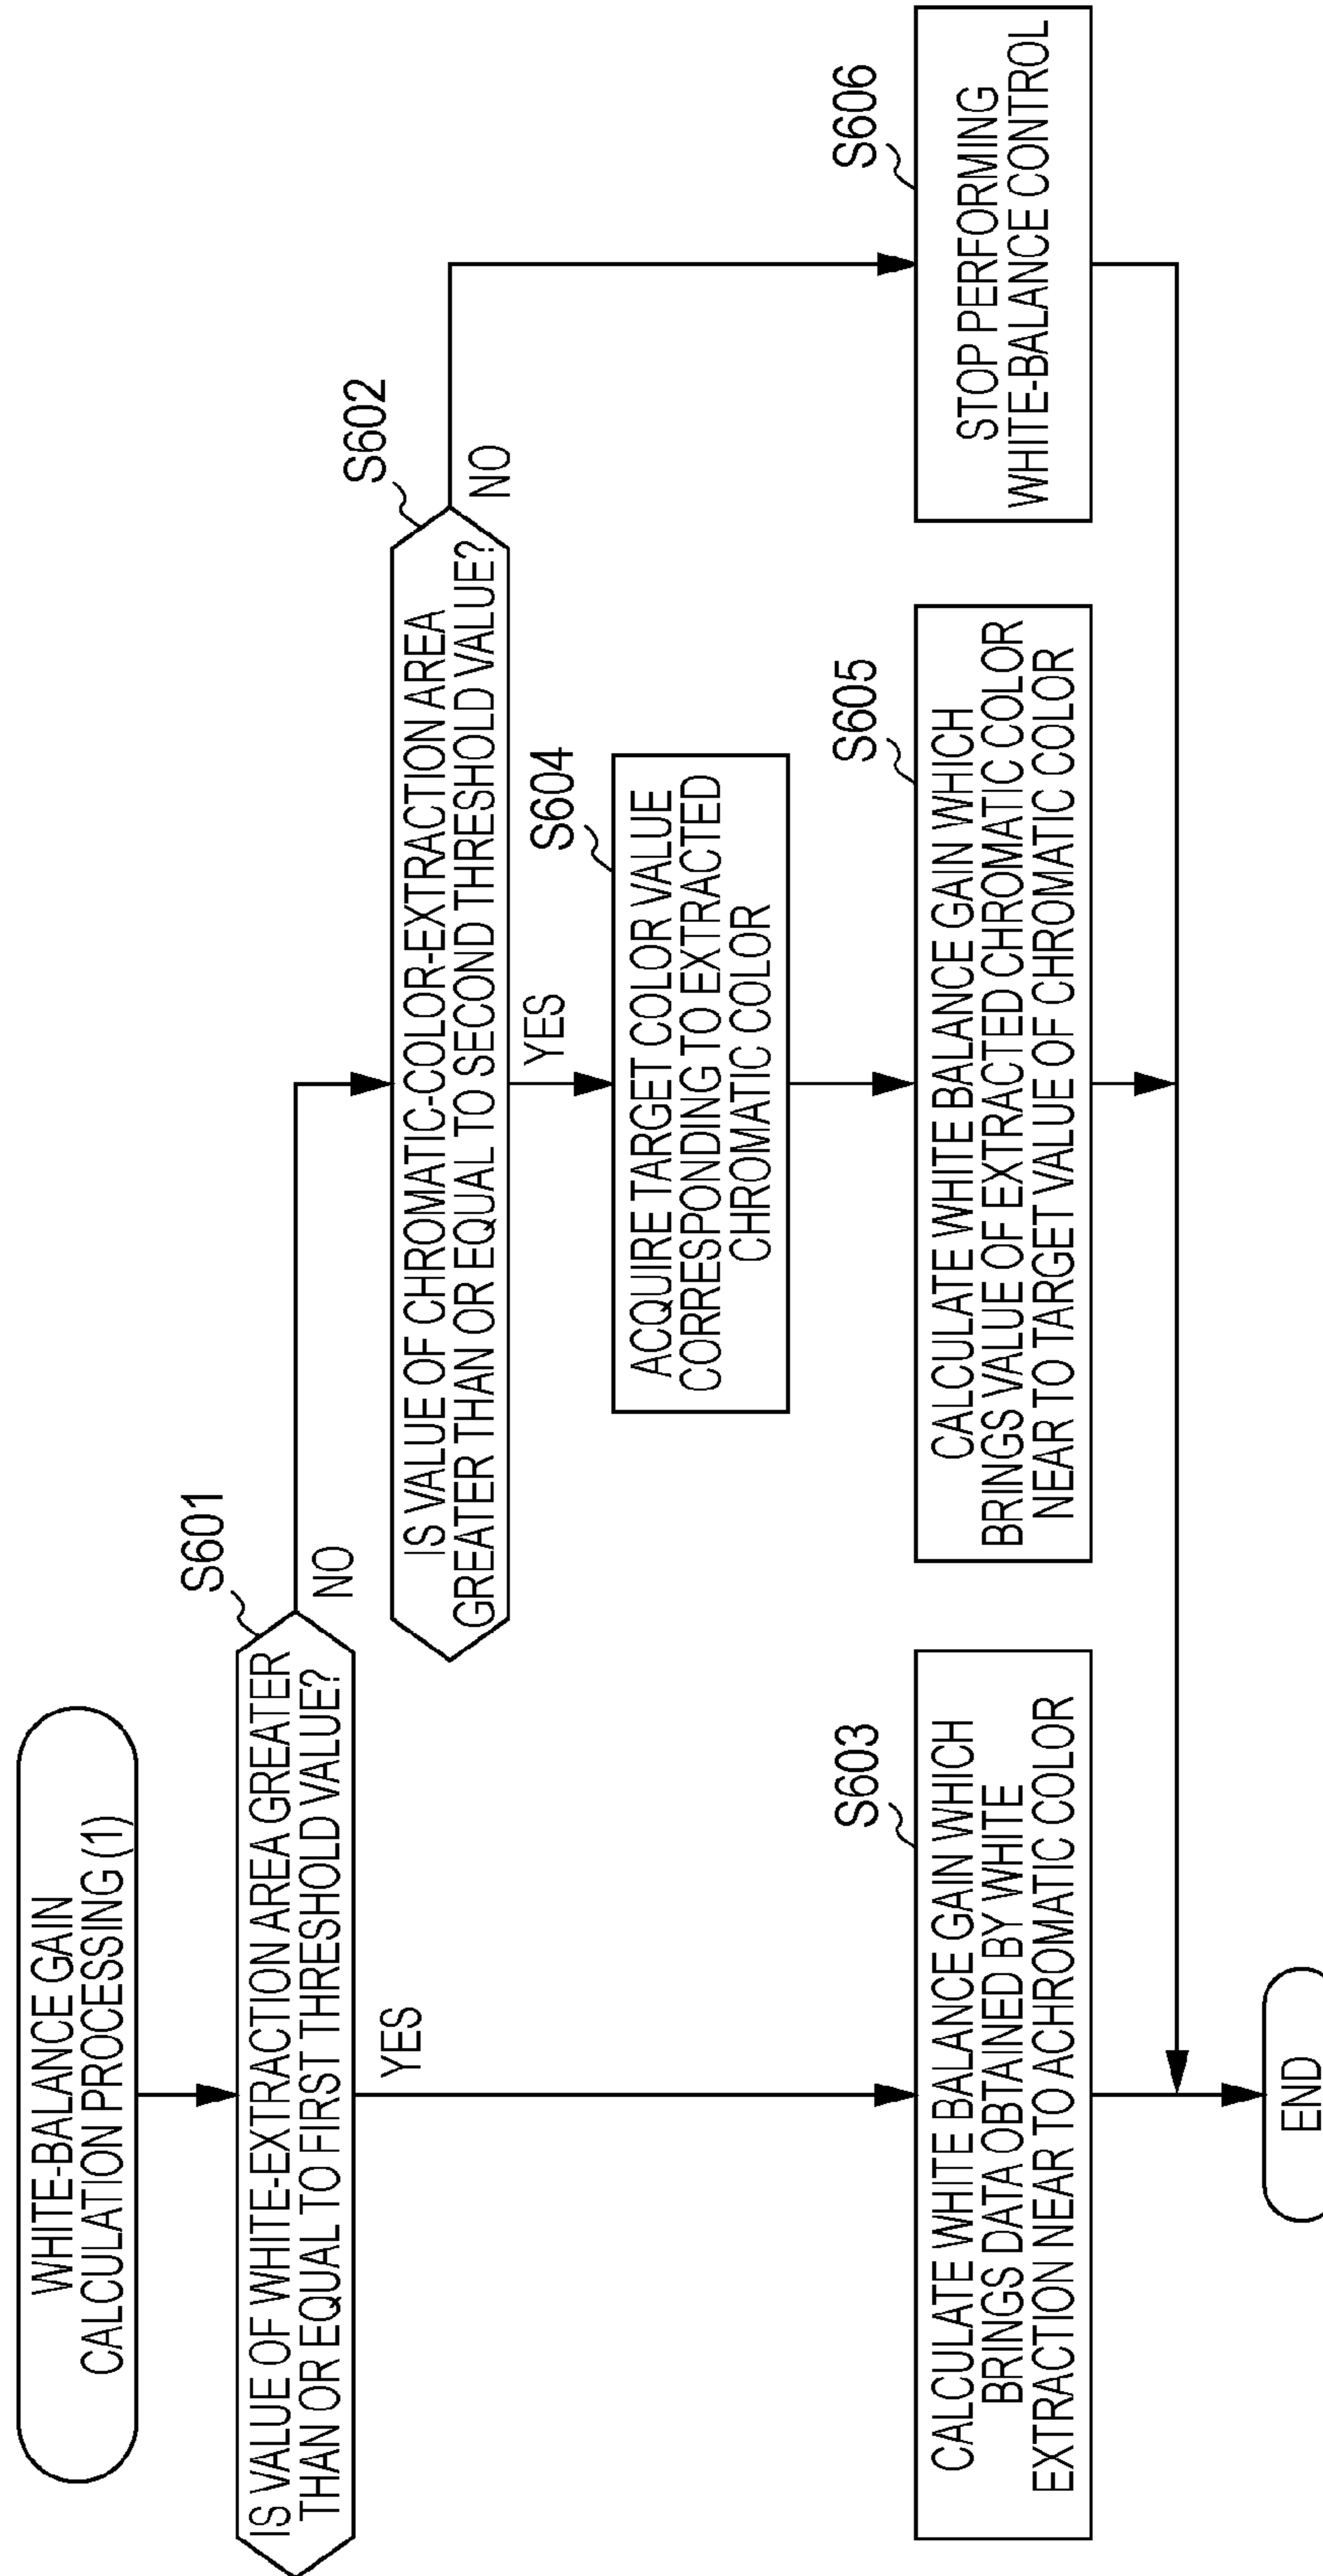 WHITE-BALANCE GAIN
CALCULATION PROCESSING (1)
S601
IS VALUE OF WHITE-EXTRACTION AREA GREATER
THAN OR EQUAL TO FIRST THRESHOLD VALUE?
NO
YES
S602
IS VALUE OF CHROMATIC-COLOR-EXTRACTION AREA
GREATER THAN OR EQUAL TO SECOND THRESHOLD VALUE?
NO
YES
S604
ACQUIRE TARGET COLOR VALUE
CORRESPONDING TO EXTRACTED
CHROMATIC COLOR
S603
CALCULATE WHITE BALANCE GAIN WHICH
BRINGS DATA OBTAINED BY WHITE
EXTRACTION NEAR TO ACHROMATIC COLOR
S605
CALCULATE WHITE BALANCE GAIN WHICH
BRINGS VALUE OF EXTRACTED CHROMATIC COLOR
NEAR TO TARGET VALUE OF CHROMATIC COLOR
S606
STOP PERFORMING
WHITE-BALANCE CONTROL
END